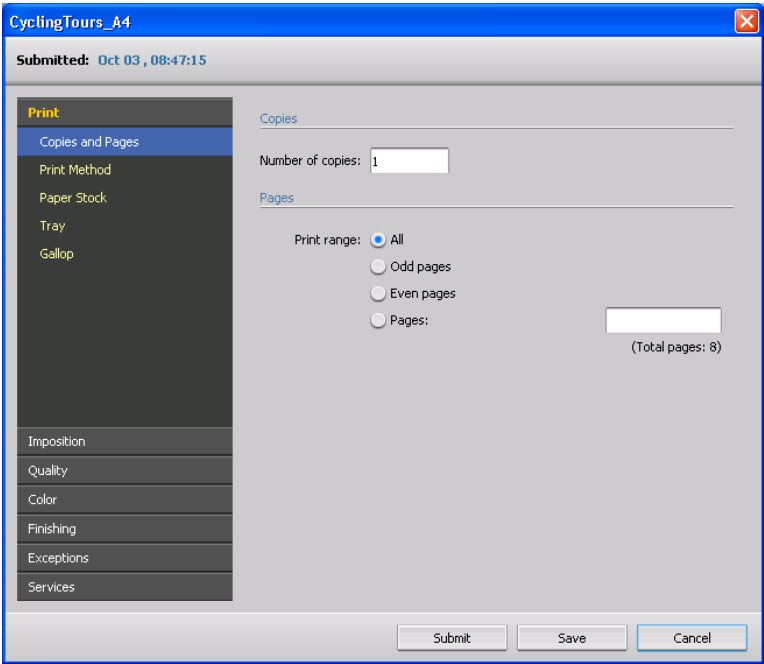 CyclingTours_A4
Submitted: Oct 03 , 08:47:15
Print
Copies and Pages
Print Method
Paper Stock
Tray
Gallop
Imposition
Quality
Color
Finishing
Exceptions
Services
Copies
Number of copies: 1
Pages
Print range: All
Odd pages
Even pages
Pages:
(Total pages: 8)
Submit Save Cancel